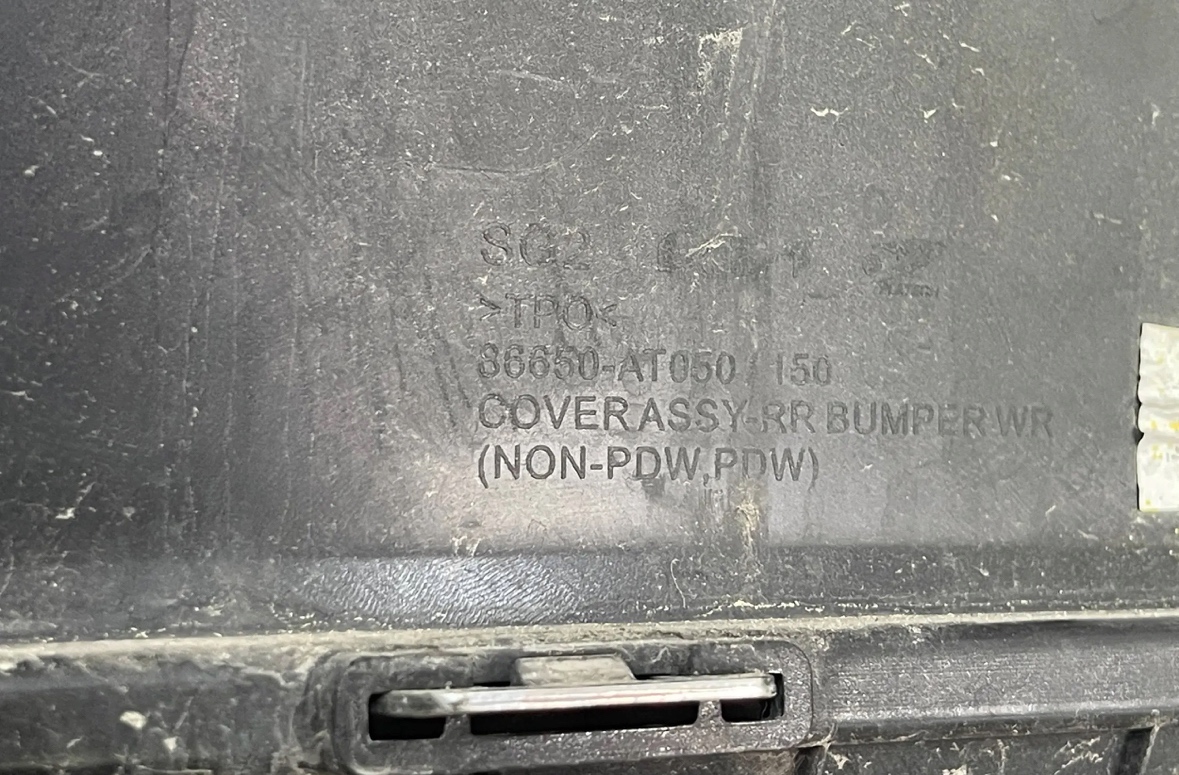 SG2
>TPO<
86650-AT050 / 150
COVER ASSY-RR BUMPER WR
(NON-PDW,PDW)